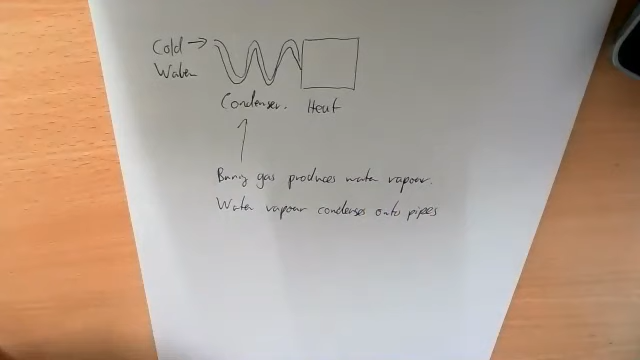 Cold →
Water
Condenser. Heat
Burning gas produces water vapour.
Water vapour condenses onto pipes